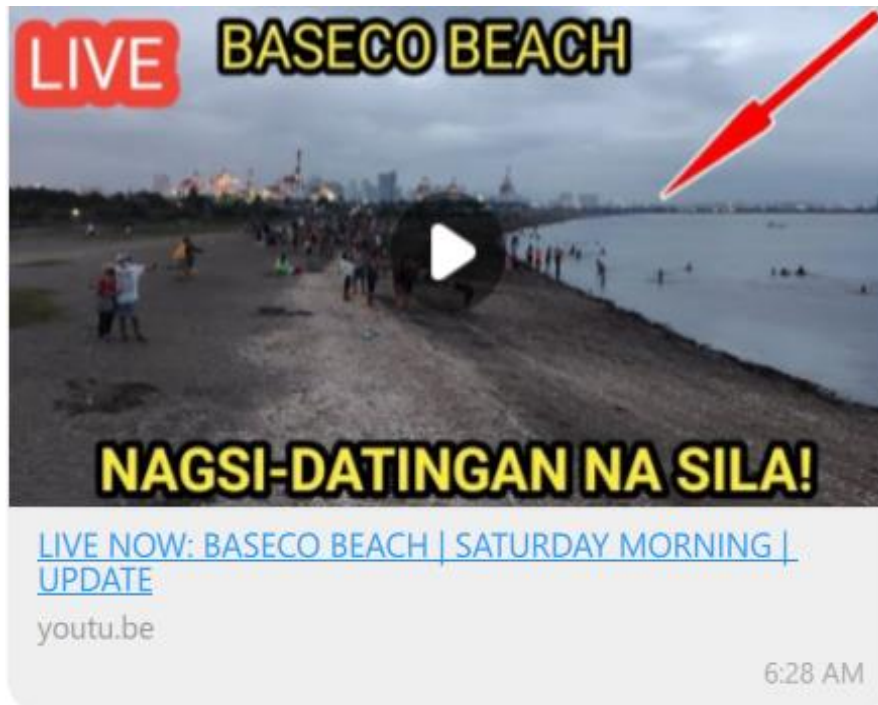 LIVE
BASECO BEACH
NAGSI-DATINGAN NA SILA!
LIVE NOW: BASECO BEACH | SATURDAY MORNING |
UPDATE
youtu.be
6:28 AM